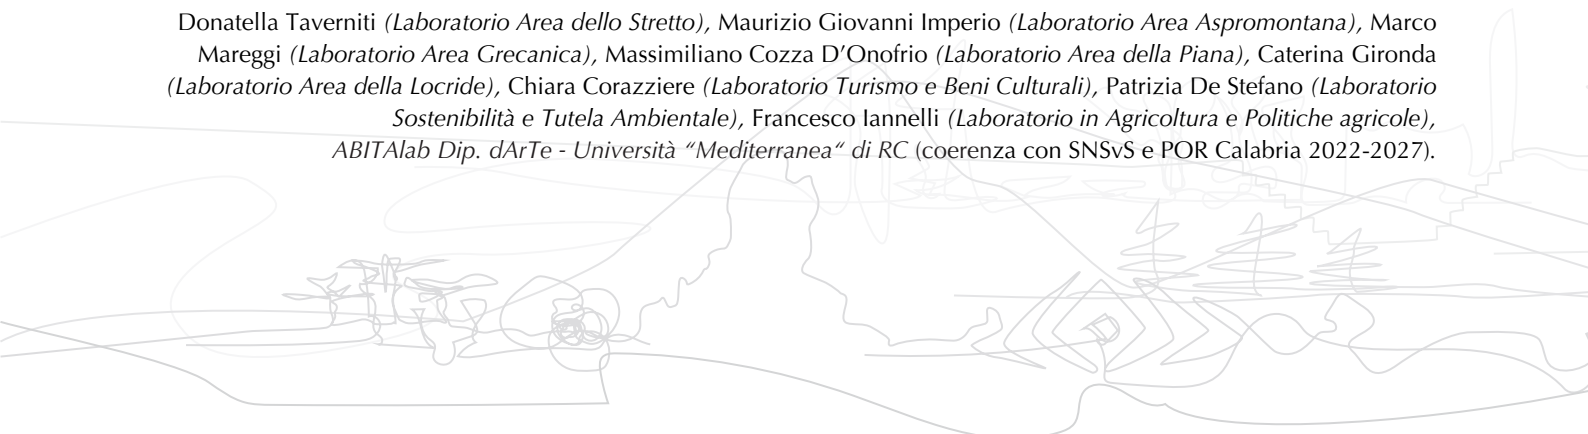 Donatella Taverniti (Laboratorio Area dello Stretto), Maurizio Giovanni Imperio (Laboratorio Area Aspromontana), Marco
Mareggi (Laboratorio Area Grecanica), Massimiliano Cozza D’Onofrio (Laboratorio Area della Piana), Caterina Gironda
(Laboratorio Area della Locride), Chiara Corazziere (Laboratorio Turismo e Beni Culturali), Patrizia De Stefano (Laboratorio
Sostenibilità e Tutela Ambientale), Francesco Iannelli (Laboratorio in Agricoltura e Politiche agricole),
ABITAlab Dip. dArTe - Università “Mediterranea“ di RC (coerenza con SNSvS e POR Calabria 2022-2027).